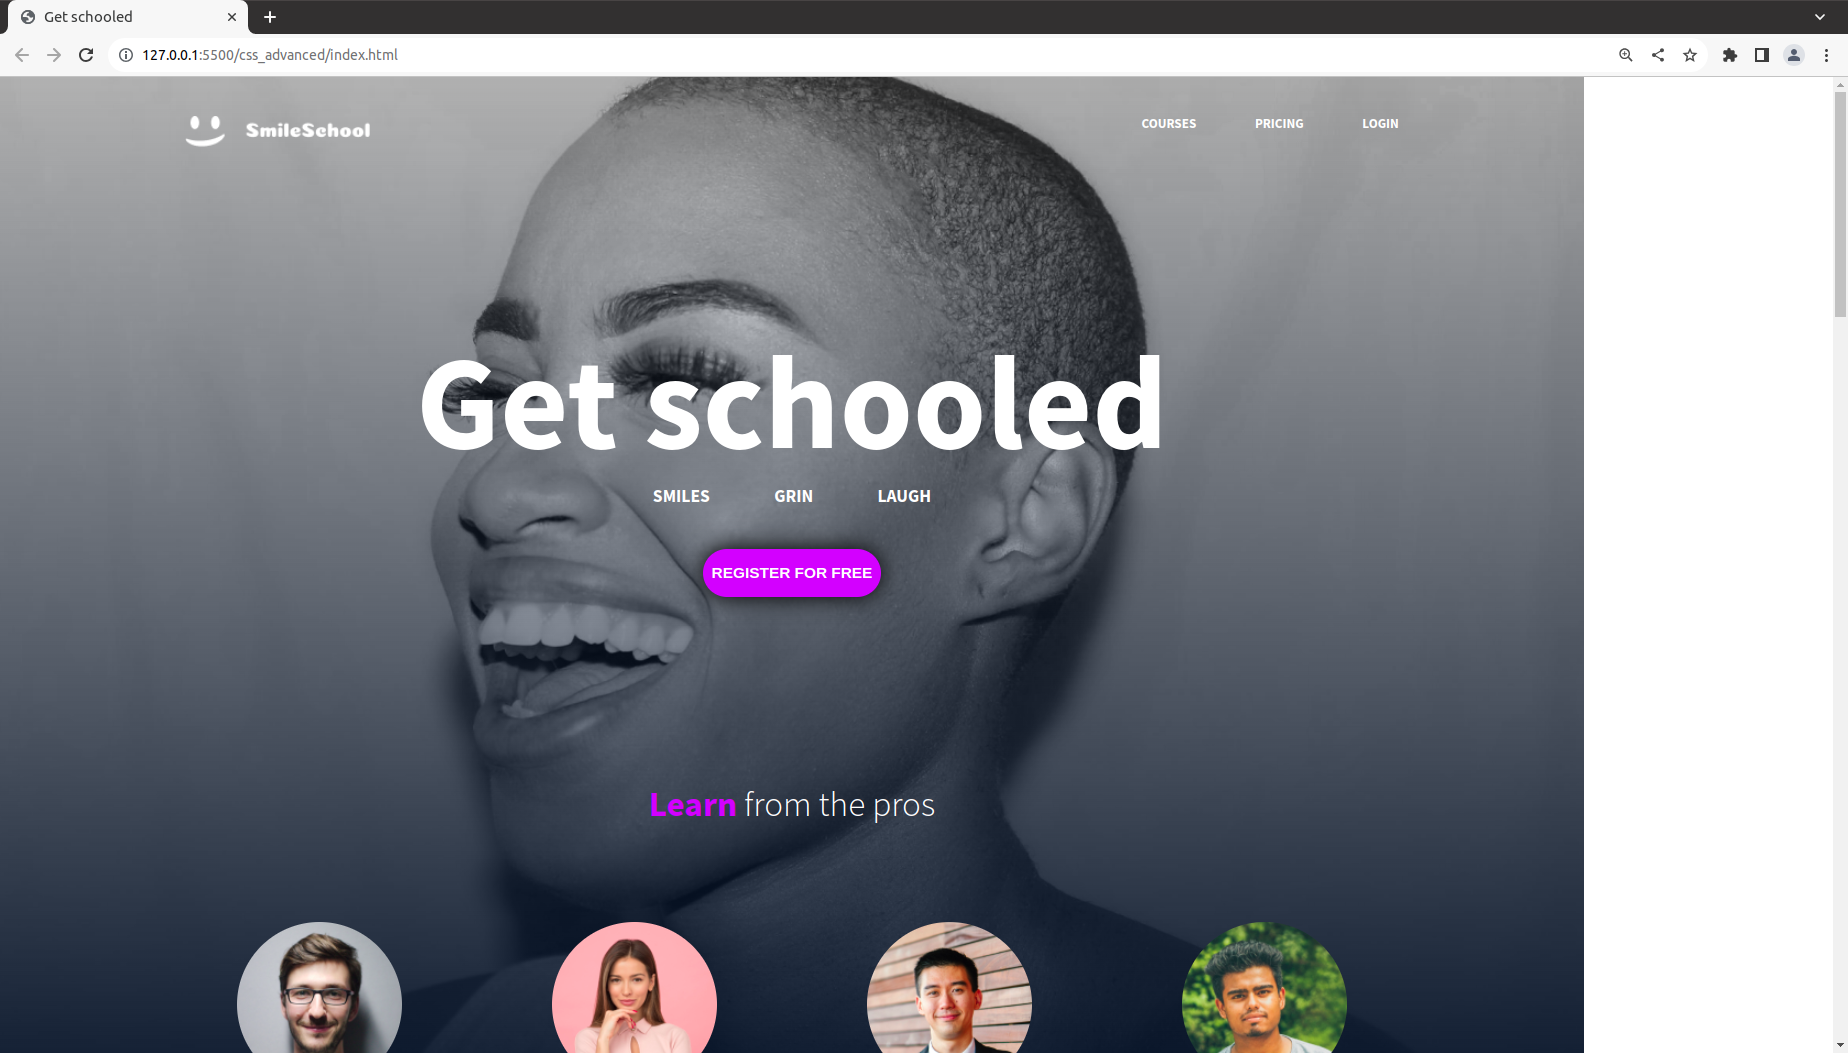 Get schooled
127.0.0.1:5500/css_advanced/index.html
SmileSchool
COURSES PRICING LOGIN
Get schooled
SMILES GRIN LAUGH
REGISTER FOR FREE
Learn from the pros